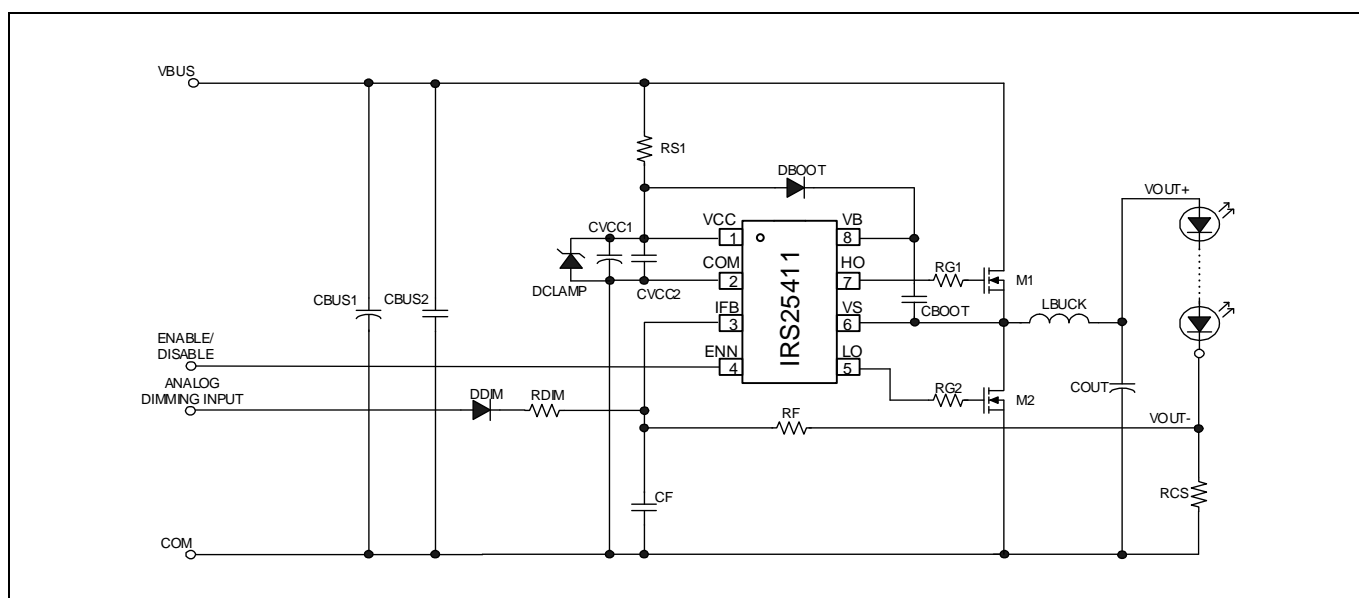 VBUS
RS1
DBOOT
VOUT+
VCC
CVCC1
VB
1
8
COM
HO
RG1
2
7
M1
DCLAMP
CVCC2
LBUCK
CBUS1
CBUS2
IFB
VS
CBOOT
3
6
IRS25411
ENABLE/
DISABLE
ENN
LO
4
5
ANALOG
DIMMING INPUT
DDIM
RDIM
RG2
M2
COUT
RF
VOUT-
CF
RCS
COM